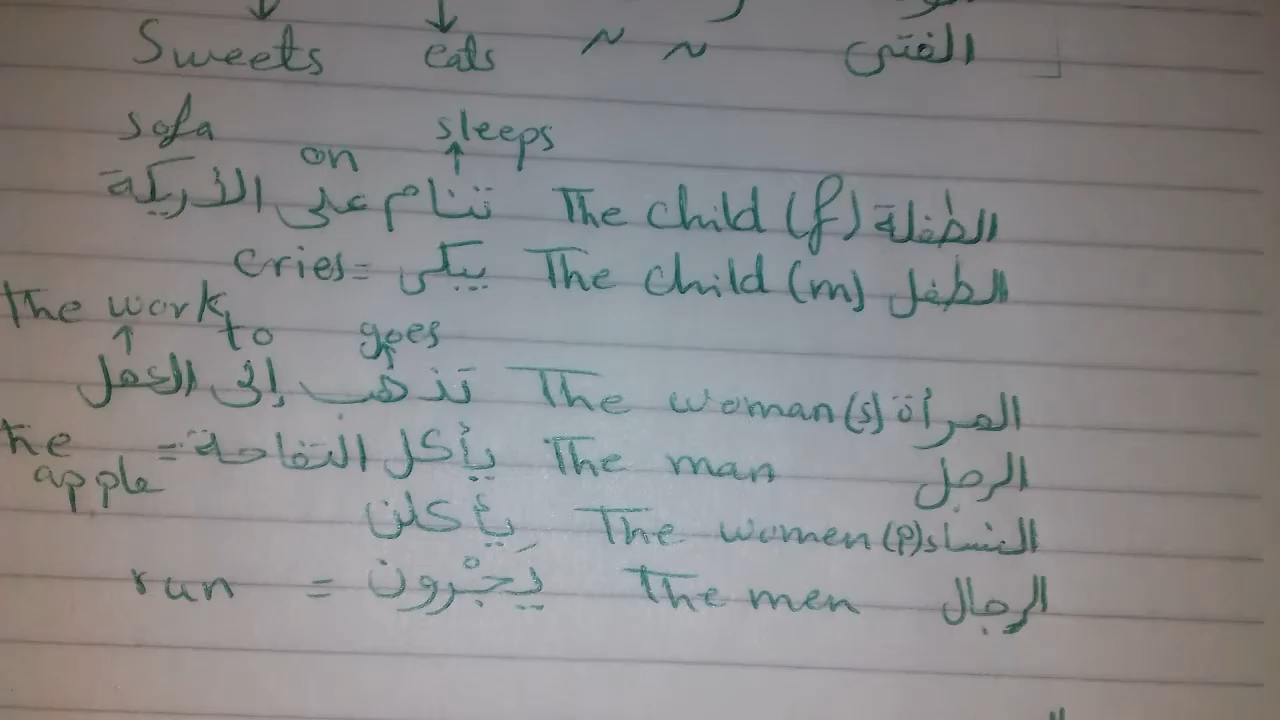 Sweets eats ~ ~ الفتى
sofa on sleeps
الطفلة The child (f) تنام على الأريكة
الطفل The child (m) يبكى = cries
The work to goes
المرأة The woman (s) تذهب إلى العمل
الرجل The man يأكل التفاحة = the apple
النساء The women (p) يأكلن
الرجال The men يَجْرون = run